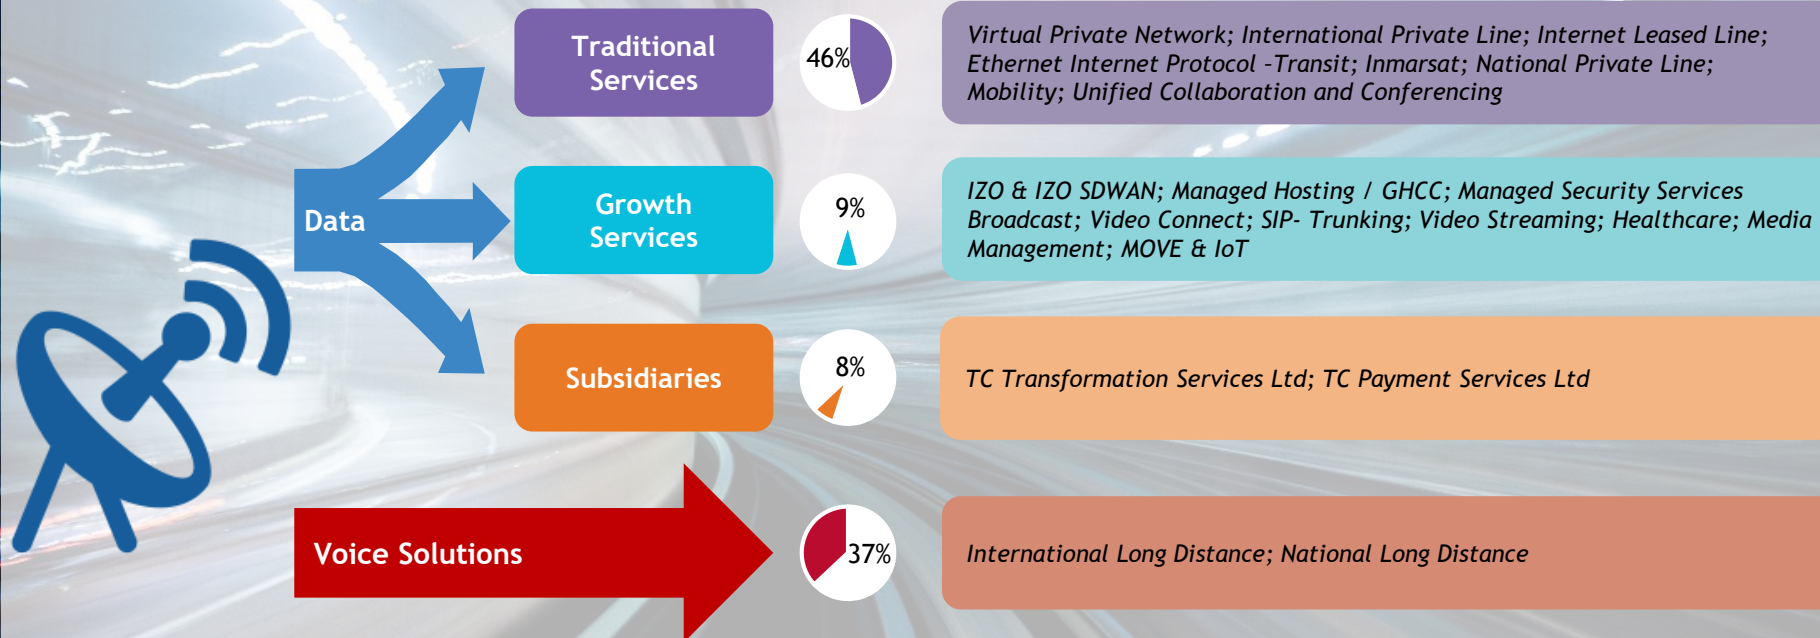 Traditional
Services
46%
Virtual Private Network; International Private Line; Internet Leased Line;
Ethernet Internet Protocol –Transit; Inmarsat; National Private Line;
Mobility; Unified Collaboration and Conferencing
Data
Growth
Services
9%
IZO & IZO SDWAN; Managed Hosting / GHCC; Managed Security Services
Broadcast; Video Connect; SIP- Trunking; Video Streaming; Healthcare; Media
Management; MOVE & IoT
Subsidiaries
8%
TC Transformation Services Ltd; TC Payment Services Ltd
Voice Solutions
37%
International Long Distance; National Long Distance